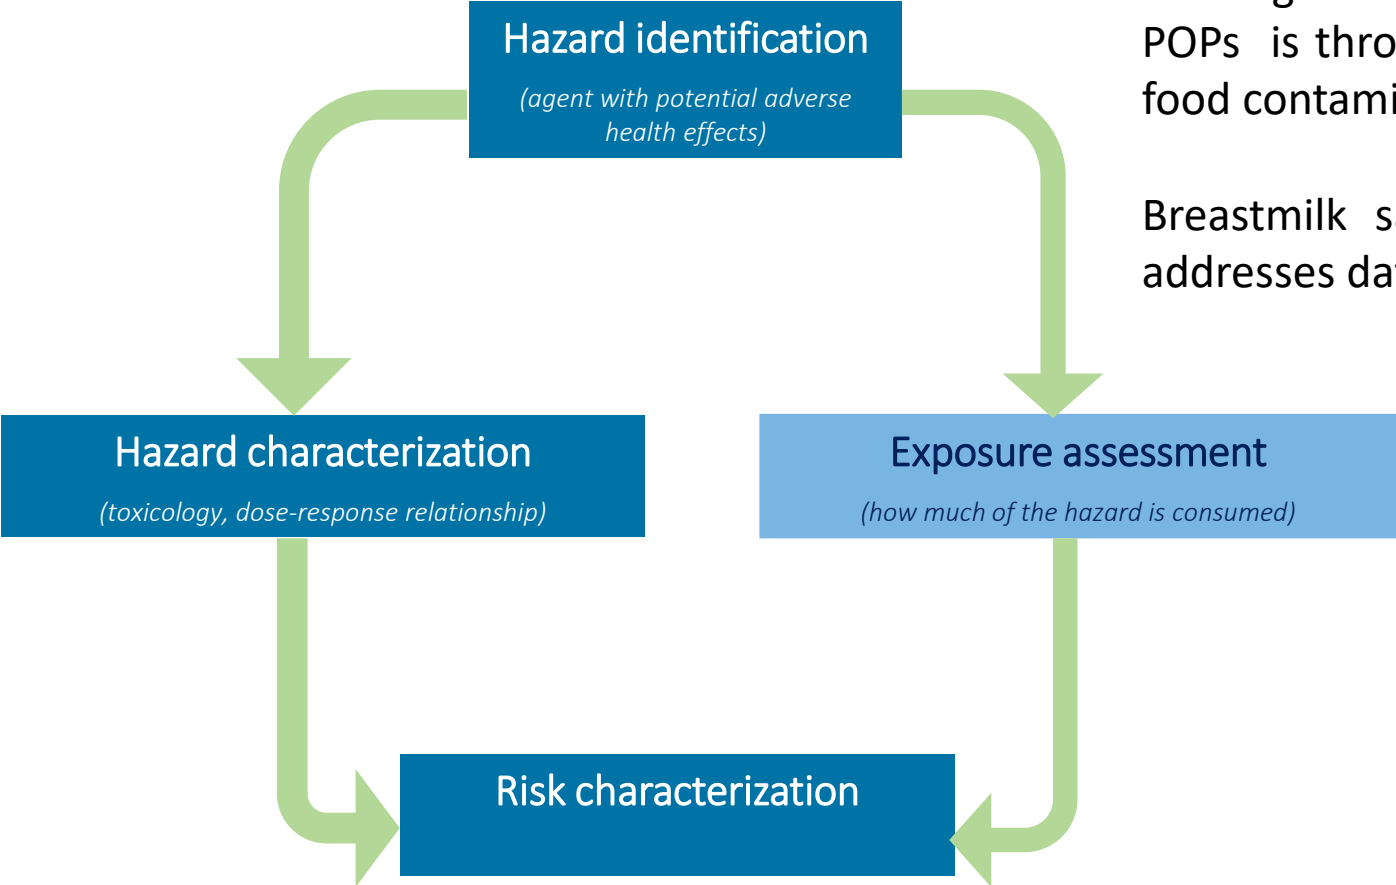 Hazard identification
(agent with potential adverse
health effects)
POPs is thro
food contami
Breastmilk s
addresses da
Hazard characterization
(toxicology, dose-response relationship)
Exposure assessment
(how much of the hazard is consumed)
Risk characterization